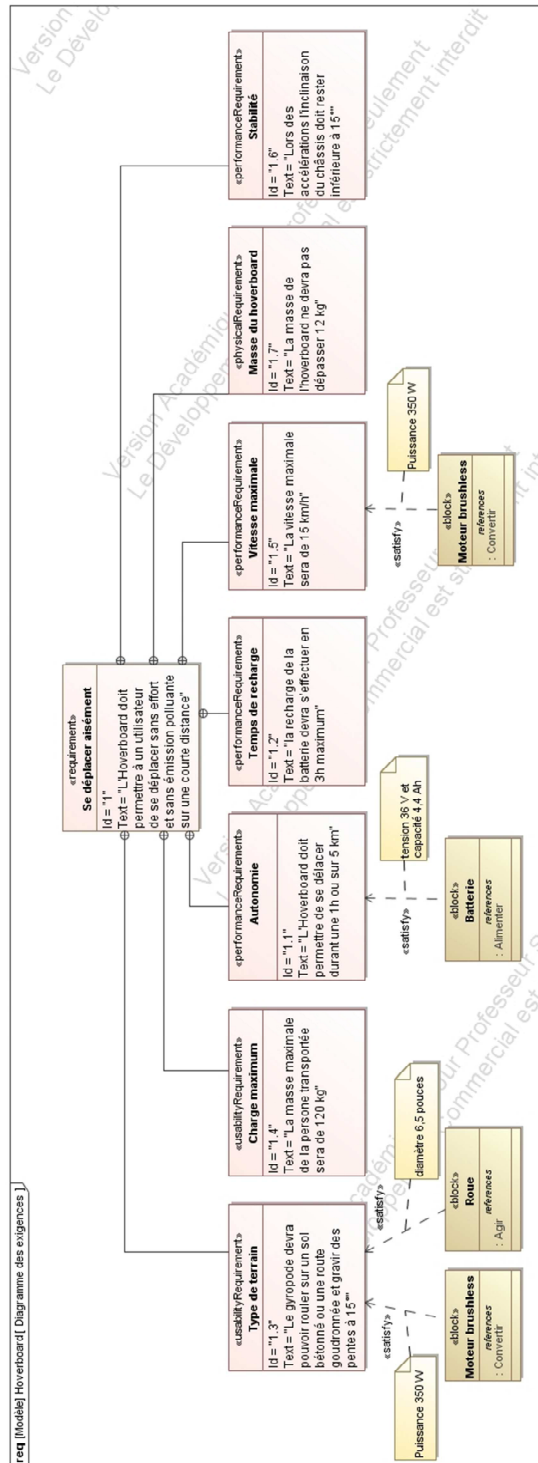 req [Modèle] Hoverboard[ Diagramme des exigences ]
«requirement»
Se déplacer aisément
Id = "1"
Text = "L'Hoverboard doit
permettre à un utilisateur
de se déplacer sans effort
et sans émission polluante
sur une courte distance"
«usabilityRequirement»
Type de terrain
Id = "1.3"
Text = "Le gyropode devra
pouvoir rouler sur un sol
bétonné ou une route
goudronnée et gravir des
pentes à 15°"
«usabilityRequirement»
Charge maximum
Id = "1.4"
Text = "La masse maximale
de la persone transportée
sera de 120 kg"
«performanceRequirement»
Autonomie
Id = "1.1"
Text = "L'Hoverboard doit
permettre de se délacer
durant une 1h ou sur 5 km"
«performanceRequirement»
Temps de recharge
Id = "1.2"
Text = "la recharge de la
batterie devra s'effectuer en
3h maximum"
«performanceRequirement»
Vitesse maximale
Id = "1.5"
Text = "La vitesse maximale
sera de 15 km/h"
«physicalRequirement»
Masse du hoverboard
Id = "1.7"
Text = "La masse de
l'hoverboard ne devra pas
dépasser 12 kg"
«performanceRequirement»
Stabilité
Id = "1.6"
Text = "Lors des
accélérations l'inclinaison
du châssis doit rester
inférieure à 15°"
Puissance 350 W
«satisfy»
«satisfy»
diamètre 6,5 pouces
«satisfy»
tension 36 V et
capacité 4,4 Ah
«satisfy»
Puissance 350 W
«block»
Moteur brushless
references
: Convertir
«block»
Roue
references
: Agir
«block»
Batterie
references
: Alimenter
«block»
Moteur brushless
references
: Convertir